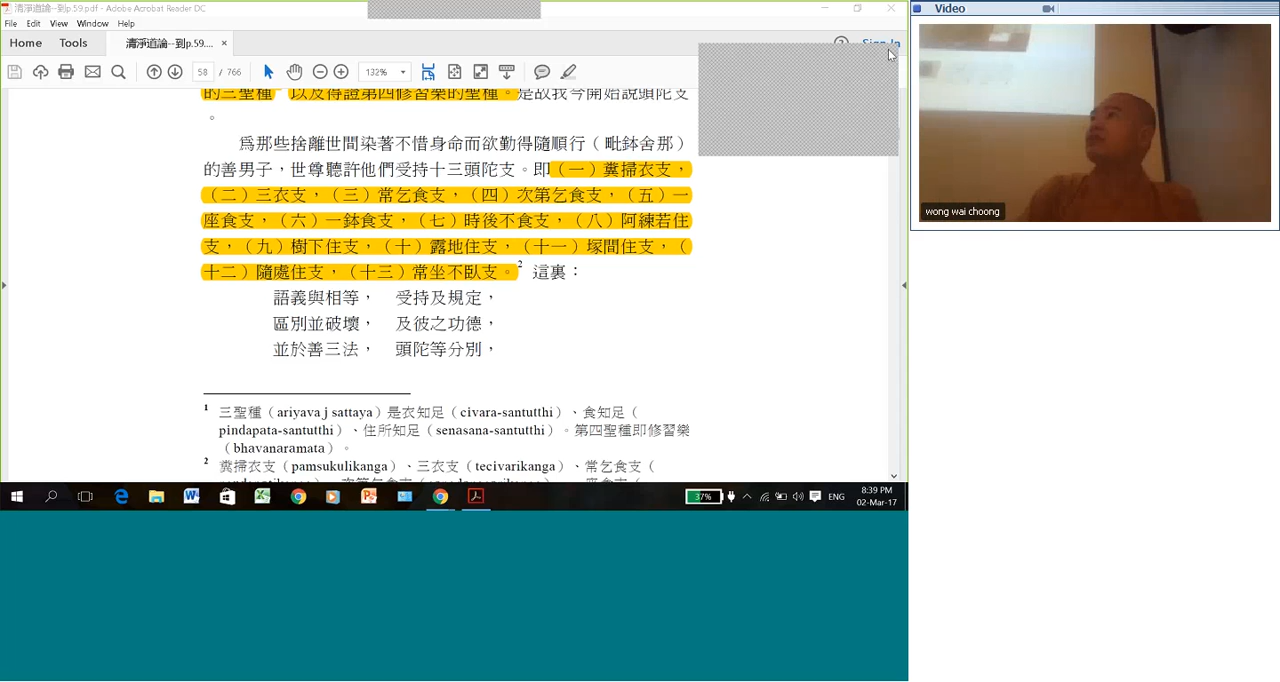 清淨道論--到p.59.pdf - Adobe Acrobat Reader DC
File Edit View Window Help
Home Tools 清淨道論--到p.59.... × Sign In
58 / 766 132%
的三聖種 以及得證第四修習樂的聖種。是故我今開始說頭陀支
。
爲那些捨離世間染著不惜身命而欲勤得隨順行（毗鉢舍那）
的善男子，世尊聽許他們受持十三頭陀支。即（一）糞掃衣支，
（二）三衣支，（三）常乞食支，（四）次第乞食支，（五）一
座食支，（六）一鉢食支，（七）時後不食支，（八）阿練若住
支，（九）樹下住支，（十）露地住支，（十一）塚間住支，（
十二）隨處住支，（十三）常坐不臥支。2 這裏：
語義與相等， 受持及規定，
區別並破壞， 及彼之功德，
並於善三法， 頭陀等分別，
1 三聖種（ariyava j sattaya）是衣知足（civara-santutthi）、食知足（
pindapata-santutthi）、住所知足（senasana-santutthi）。第四聖種即修習樂
（bhavanaramata）。
2 糞掃衣支（pamsukulikanga）、三衣支（tecivarikanga）、常乞食支（
37% ENG 8:39 PM
02-Mar-17
Video
wong wai choong